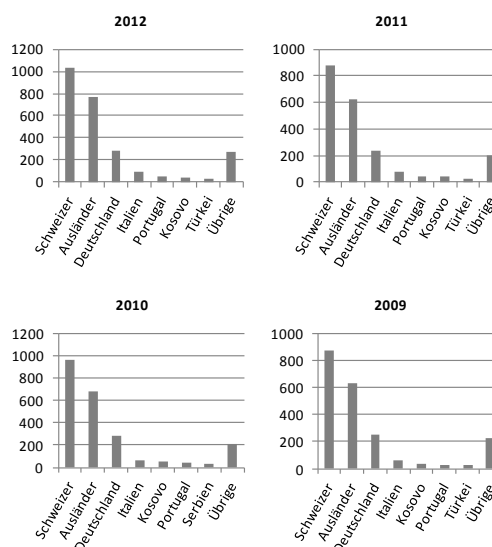 2012
1200
1000
800
600
400
200
0
Schweizer
Ausländer
Deutschland
Italien
Portugal
Kosovo
Türkei
Übrige
2011
1000
800
600
400
200
0
Schweizer
Ausländer
Deutschland
Italien
Portugal
Kosovo
Türkei
Übrige
2010
1200
1000
800
600
400
200
0
Schweizer
Ausländer
Deutschland
Italien
Kosovo
Portugal
Serbien
Übrige
2009
1000
800
600
400
200
0
Schweizer
Ausländer
Deutschland
Italien
Kosovo
Portugal
Türkei
Übrige